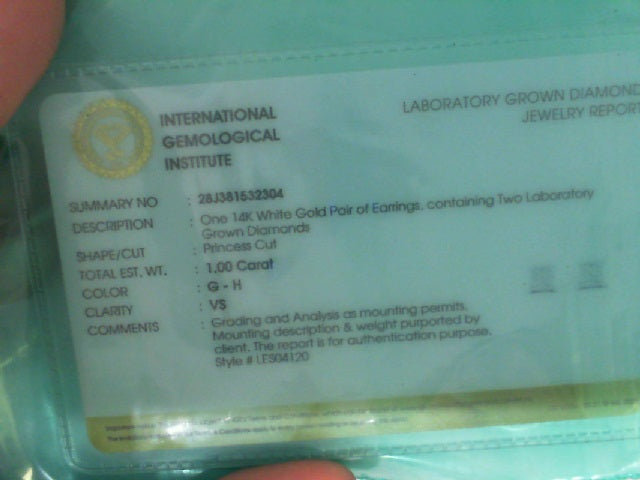 INTERNATIONAL
GEMOLOGICAL
INSTITUTE
LABORATORY GROWN DIAMOND
JEWELRY REPORT
SUMMARY NO : 28J381532304
DESCRIPTION : One 14K White Gold Pair of Earrings, containing Two Laboratory
Grown Diamonds
SHAPE/CUT : Princess Cut
TOTAL EST. WT. : 1.00 Carat
COLOR : G - H
CLARITY : VS
COMMENTS : Grading and Analysis as mounting permits.
Mounting description & weight purported by
client. The report is for authentication purpose.
Style # LES04120